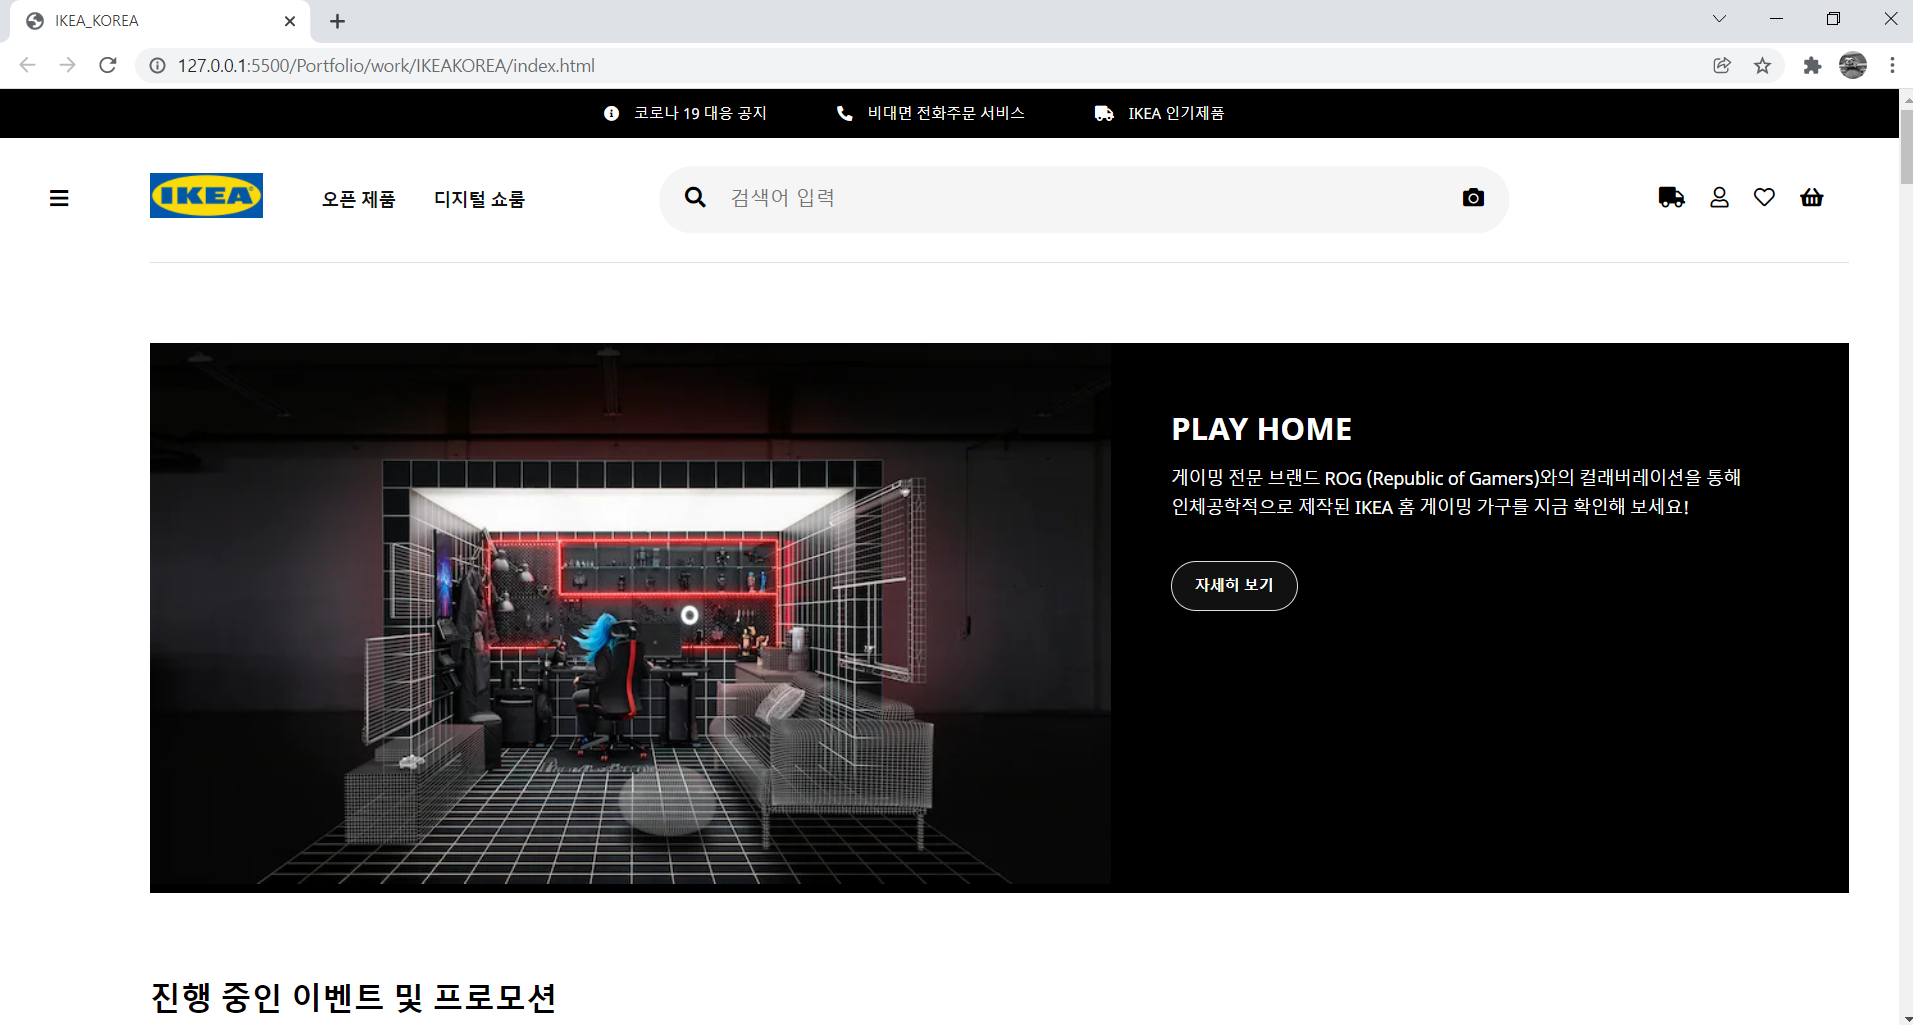 IKEA_KOREA
127.0.0.1:5500/Portfolio/work/IKEAKOREA/index.html
코로나 19 대응 공지
비대면 전화주문 서비스
IKEA 인기제품
IKEA
오픈 제품
디지털 쇼룸
검색어 입력
PLAY HOME
게이밍 전문 브랜드 ROG (Republic of Gamers)와의 컬래버레이션을 통해
인체공학적으로 제작된 IKEA 홈 게이밍 가구를 지금 확인해 보세요!
자세히 보기
진행 중인 이벤트 및 프로모션